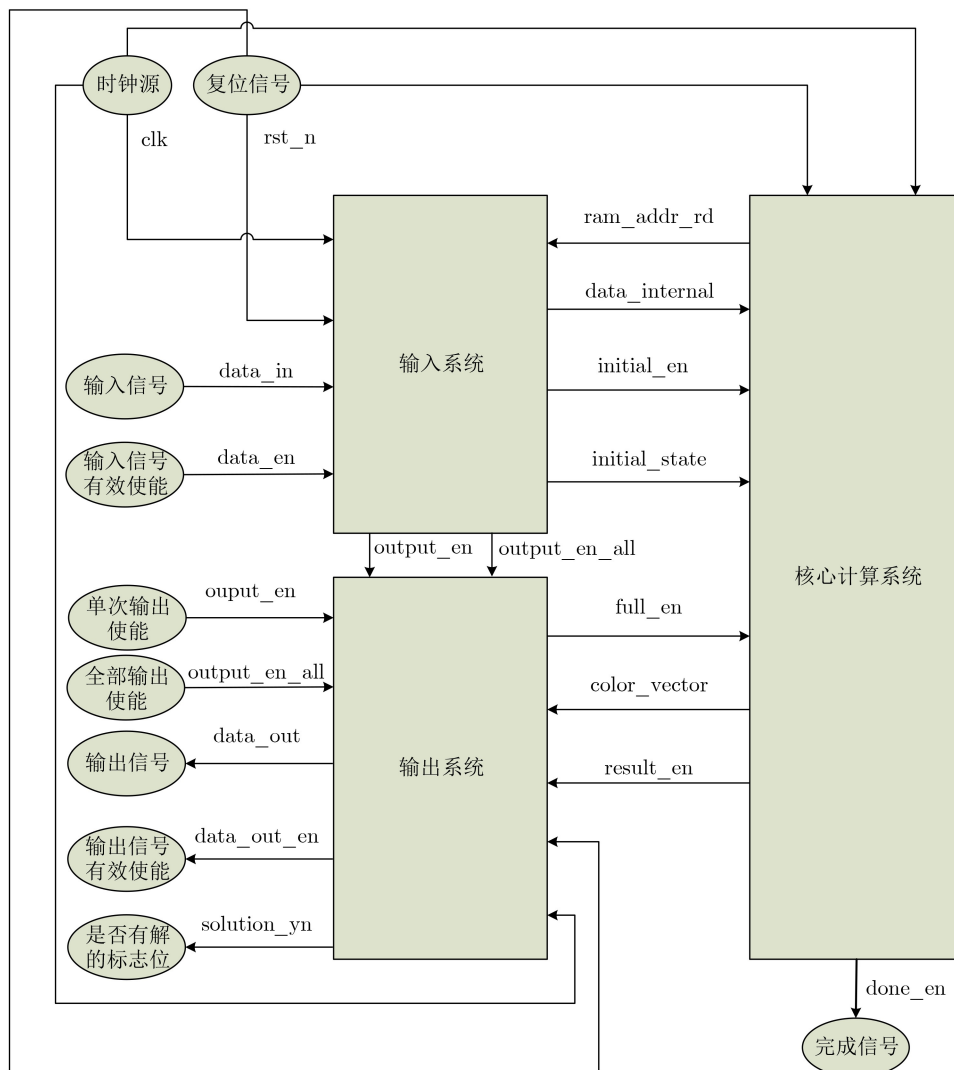 时钟源
复位信号
clk
rst_n
ram_addr_rd
data_internal
输入系统
initial_en
输入信号
data_in
输入信号
有效使能
data_en
initial_state
output_en
output_en_all
核心计算系统
单次输出
使能
ouput_en
full_en
全部输出
使能
output_en_all
color_vector
输出信号
data_out
输出系统
result_en
输出信号
有效使能
data_out_en
是否有解
的标志位
solution_yn
done_en
完成信号